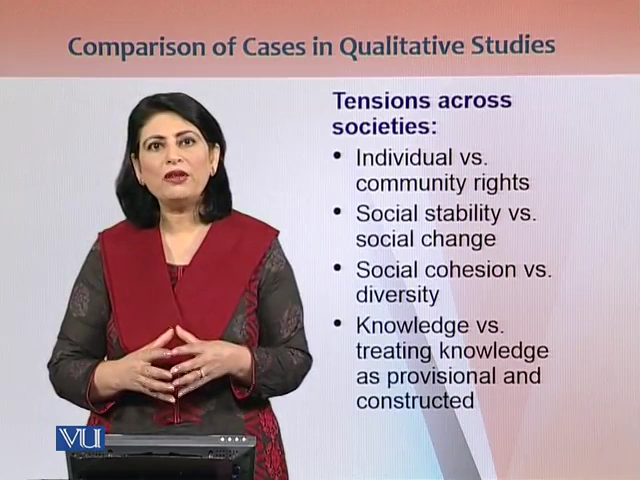 Comparison of Cases in Qualitative Studies
Tensions across
societies:
• Individual vs.
community rights
• Social stability vs.
social change
• Social cohesion vs.
diversity
• Knowledge vs.
treating knowledge
as provisional and
constructed
VU